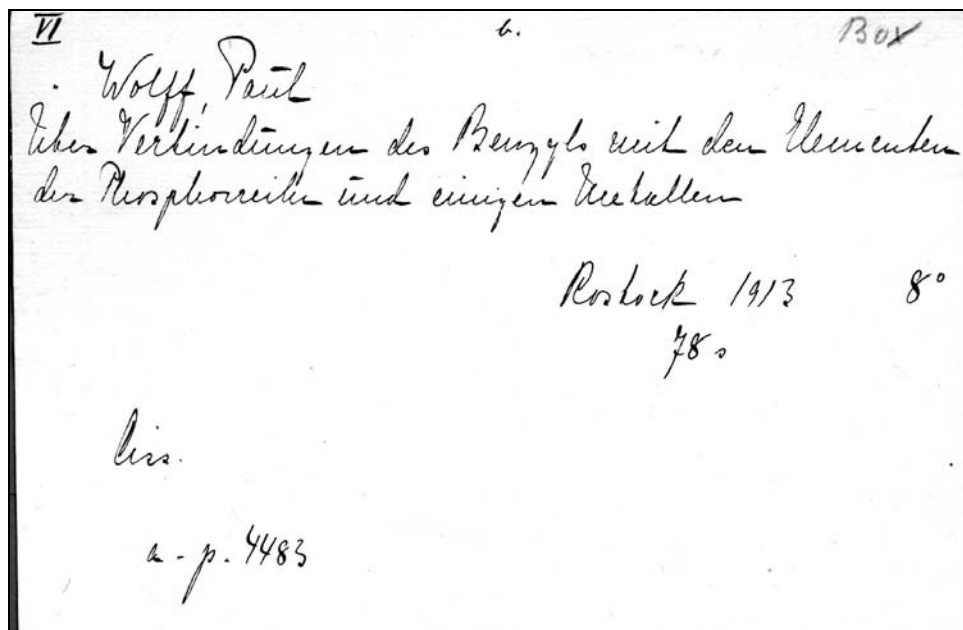 VI b. Box
Wolff, Paul
Über Verbindungen des Benzyls mit den Elementen
der Phosphorreihe und einigen Metallen
Rostock 1913 8°
78 s
Diss.
a - p. 4483